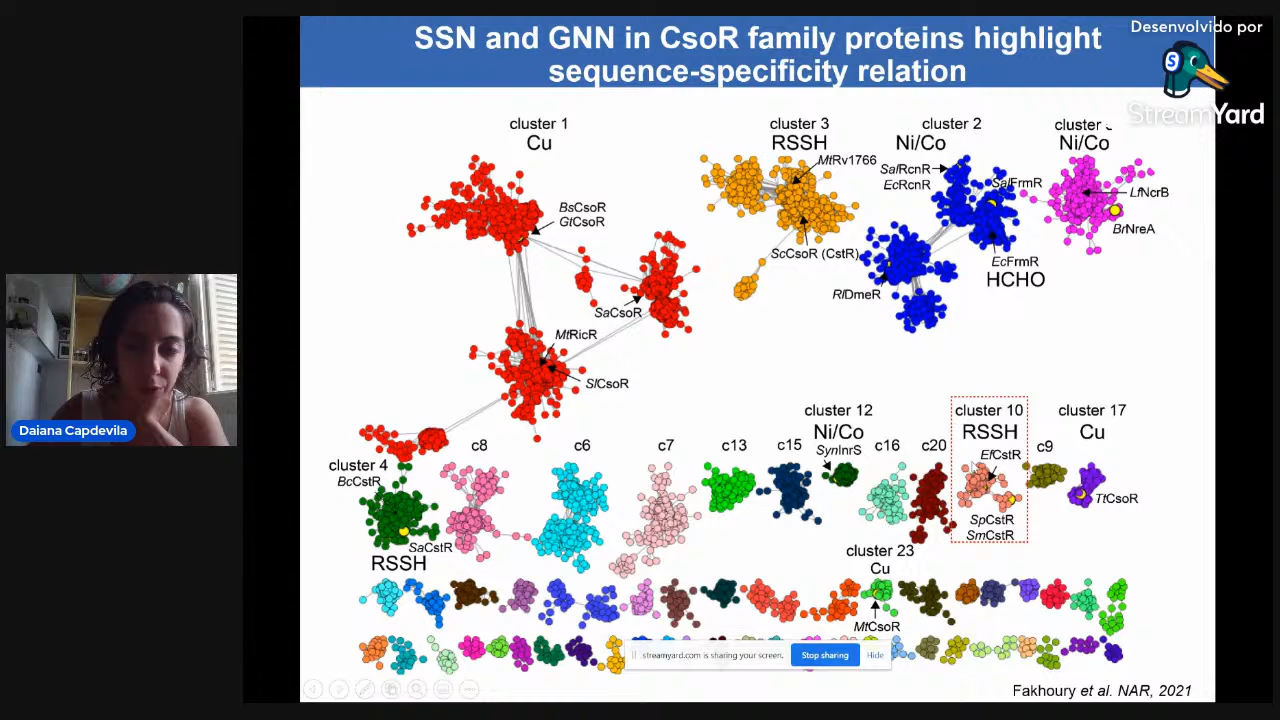 SSN and GNN in CsoR family proteins highlight
sequence-specificity relation
Desenvolvido por
StreamYard
cluster 1
Cu
cluster 3
RSSH
cluster 2
Ni/Co
cluster
Ni/Co
MtRv1766
SalRcnR
EcRcnR
SalFrmR
LfNcrB
BrNreA
BsCsoR
GtCsoR
ScCsoR (CstR)
EcFrmR
HCHO
RlDmeR
SaCsoR
MtRicR
SlCsoR
cluster 12
Ni/Co
SynInrS
cluster 10
RSSH
EfCstR
cluster 17
Cu
Daiana Capdevila
c8
c6
c7
c13
c15
c16
c20
c9
cluster 4
BcCstR
TtCsoR
SpCstR
SmCstR
SaCstR
RSSH
cluster 23
Cu
MtCsoR
streamyard.com is sharing your screen.
Stop sharing
Hide
Fakhoury et al. NAR, 2021